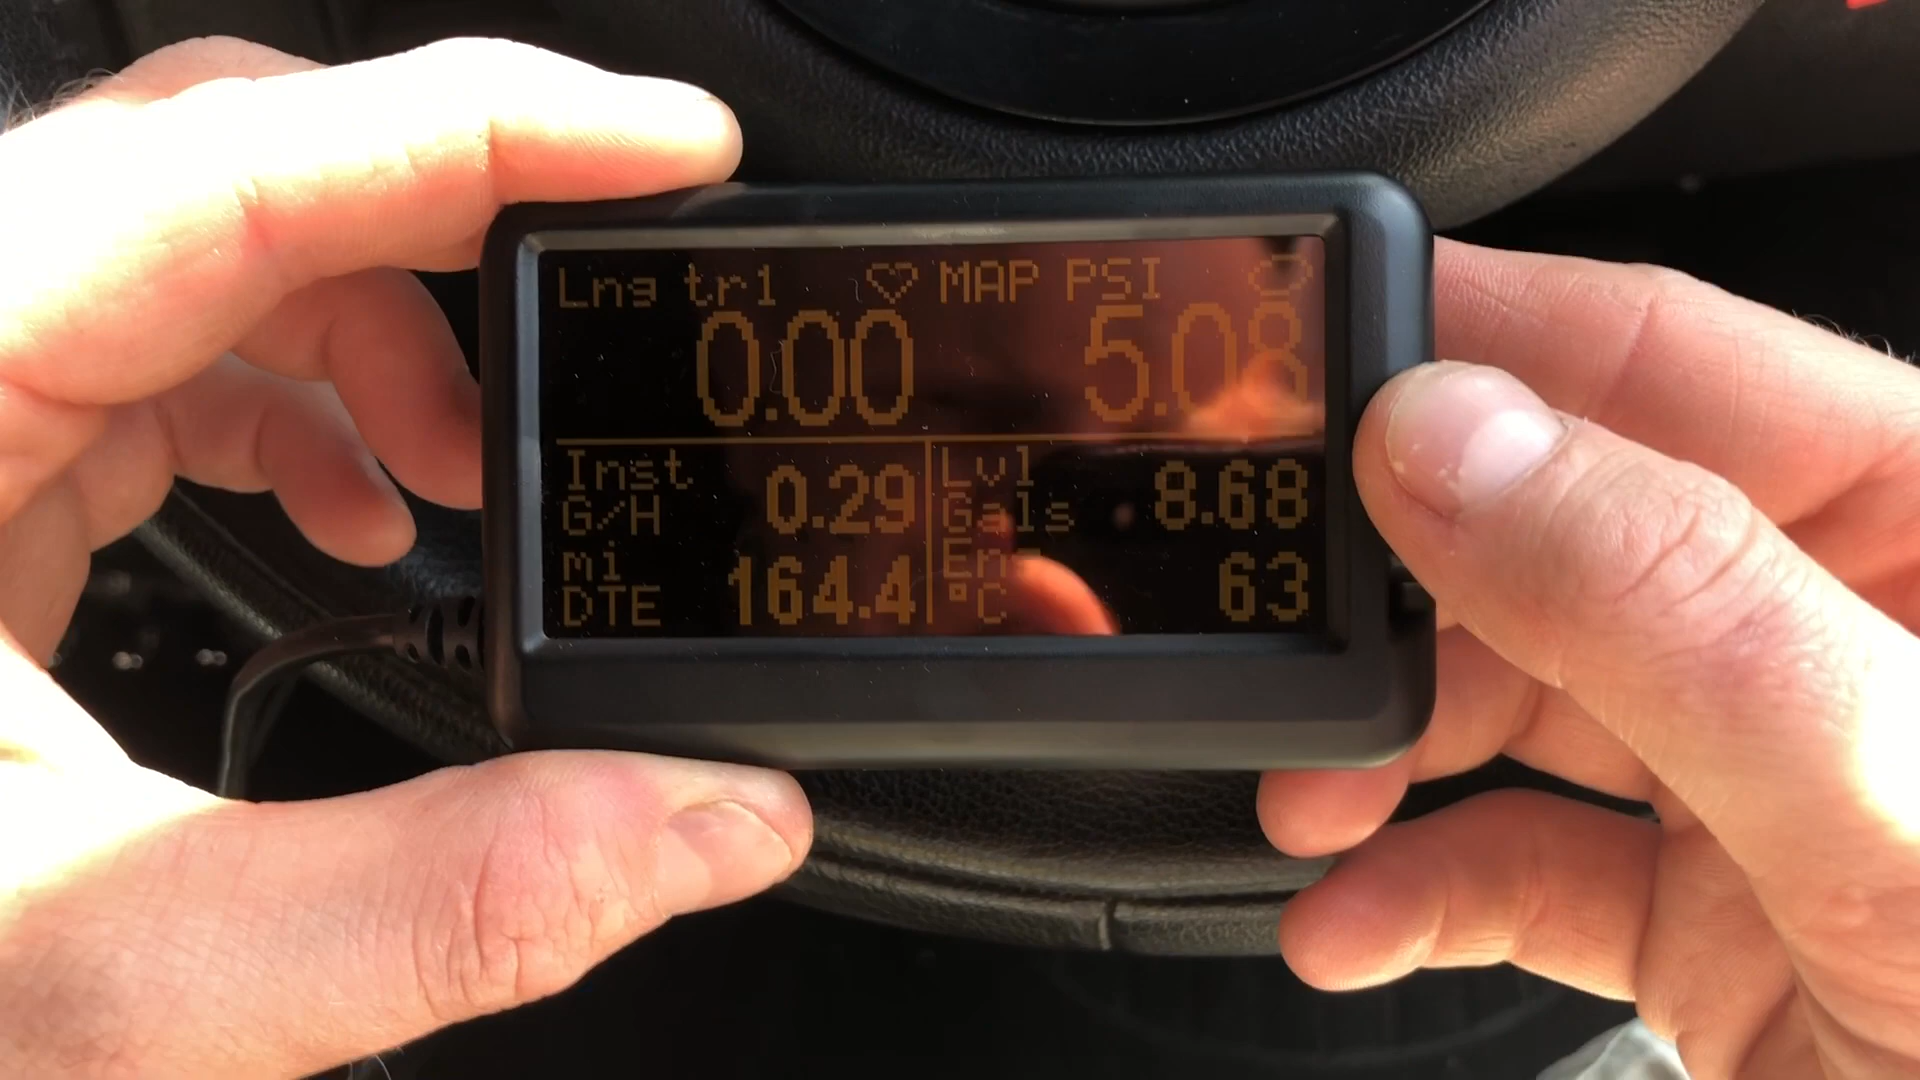 Lng tr1 MAP PSI
0.00 5.08
Inst G/H 0.29
Lvl Gals 8.68
mi DTE 164.4
°C 63